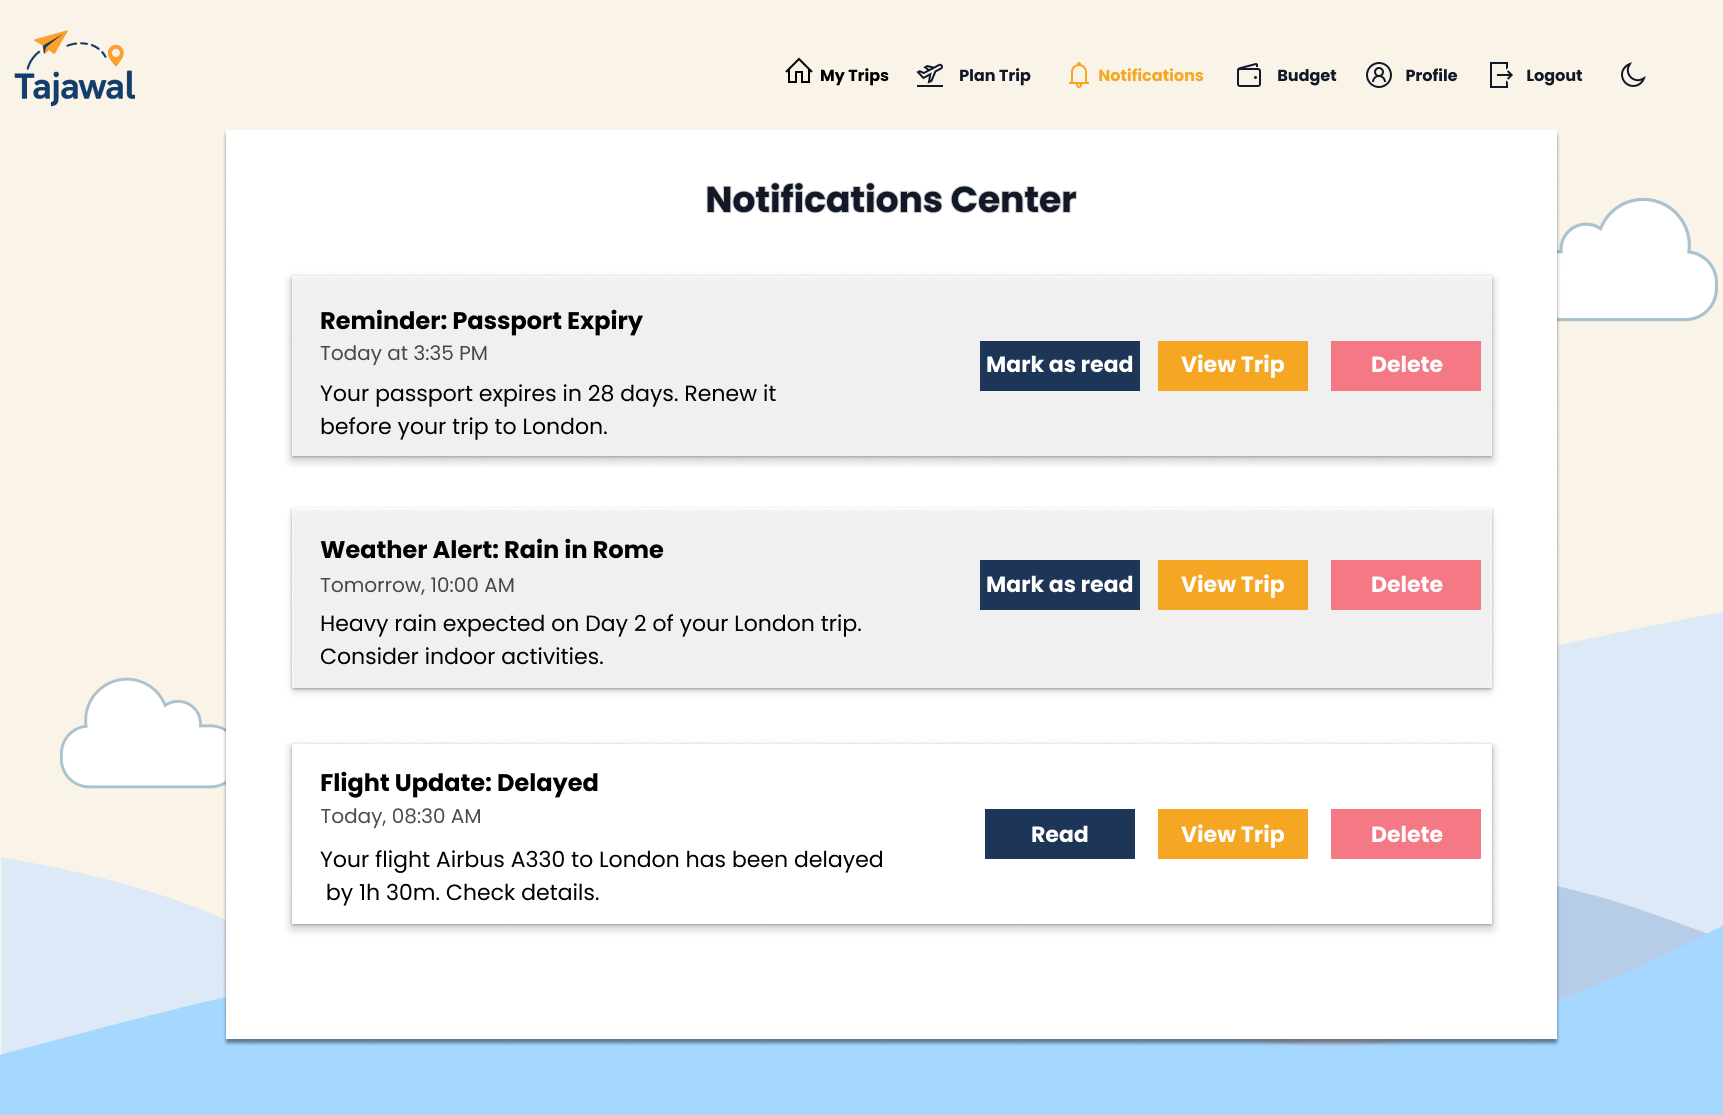 Tajawal
My Trips
Plan Trip
Notifications
Budget
Profile
Logout
Notifications Center
Reminder: Passport Expiry
Today at 3:35 PM
Your passport expires in 28 days. Renew it
before your trip to London.
Mark as read
View Trip
Delete
Weather Alert: Rain in Rome
Tomorrow, 10:00 AM
Heavy rain expected on Day 2 of your London trip.
Consider indoor activities.
Mark as read
View Trip
Delete
Flight Update: Delayed
Today, 08:30 AM
Your flight Airbus A330 to London has been delayed
by 1h 30m. Check details.
Read
View Trip
Delete